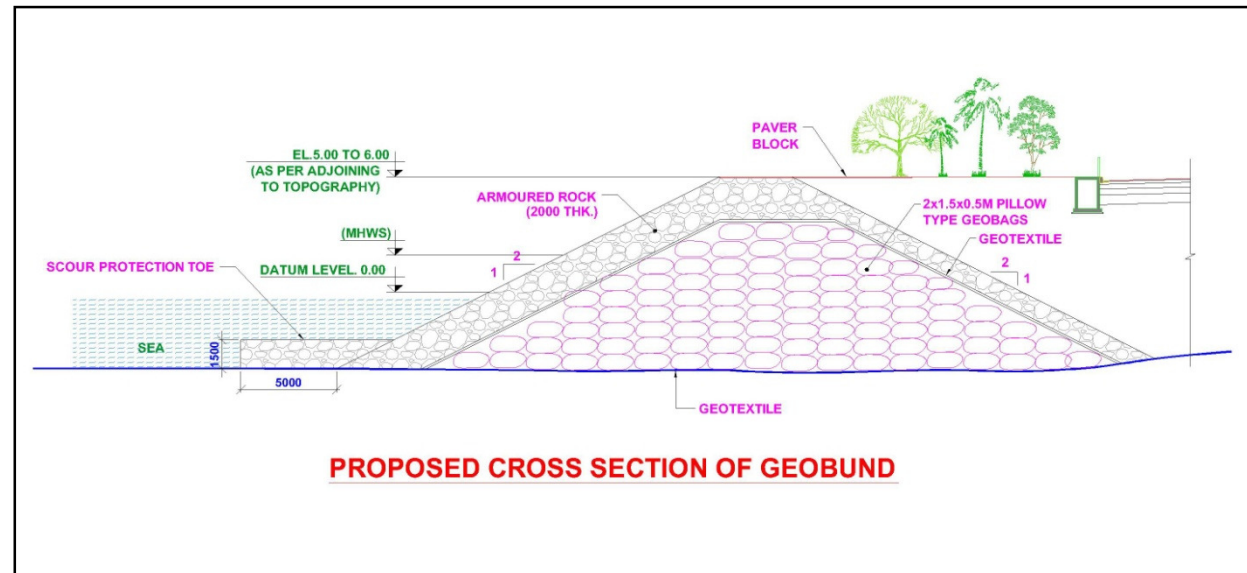 PAVER
BLOCK
EL.5.00 TO 6.00
(AS PER ADJOINING
TO TOPOGRAPHY)
ARMOURED ROCK
(2000 THK.)
2x1.5x0.5M PILLOW
TYPE GEOBAGS
GEOTEXTILE
(MHWS)
SCOUR PROTECTION TOE
DATUM LEVEL. 0.00
2
1
2
1
SEA
1500
5000
GEOTEXTILE
PROPOSED CROSS SECTION OF GEOBUND